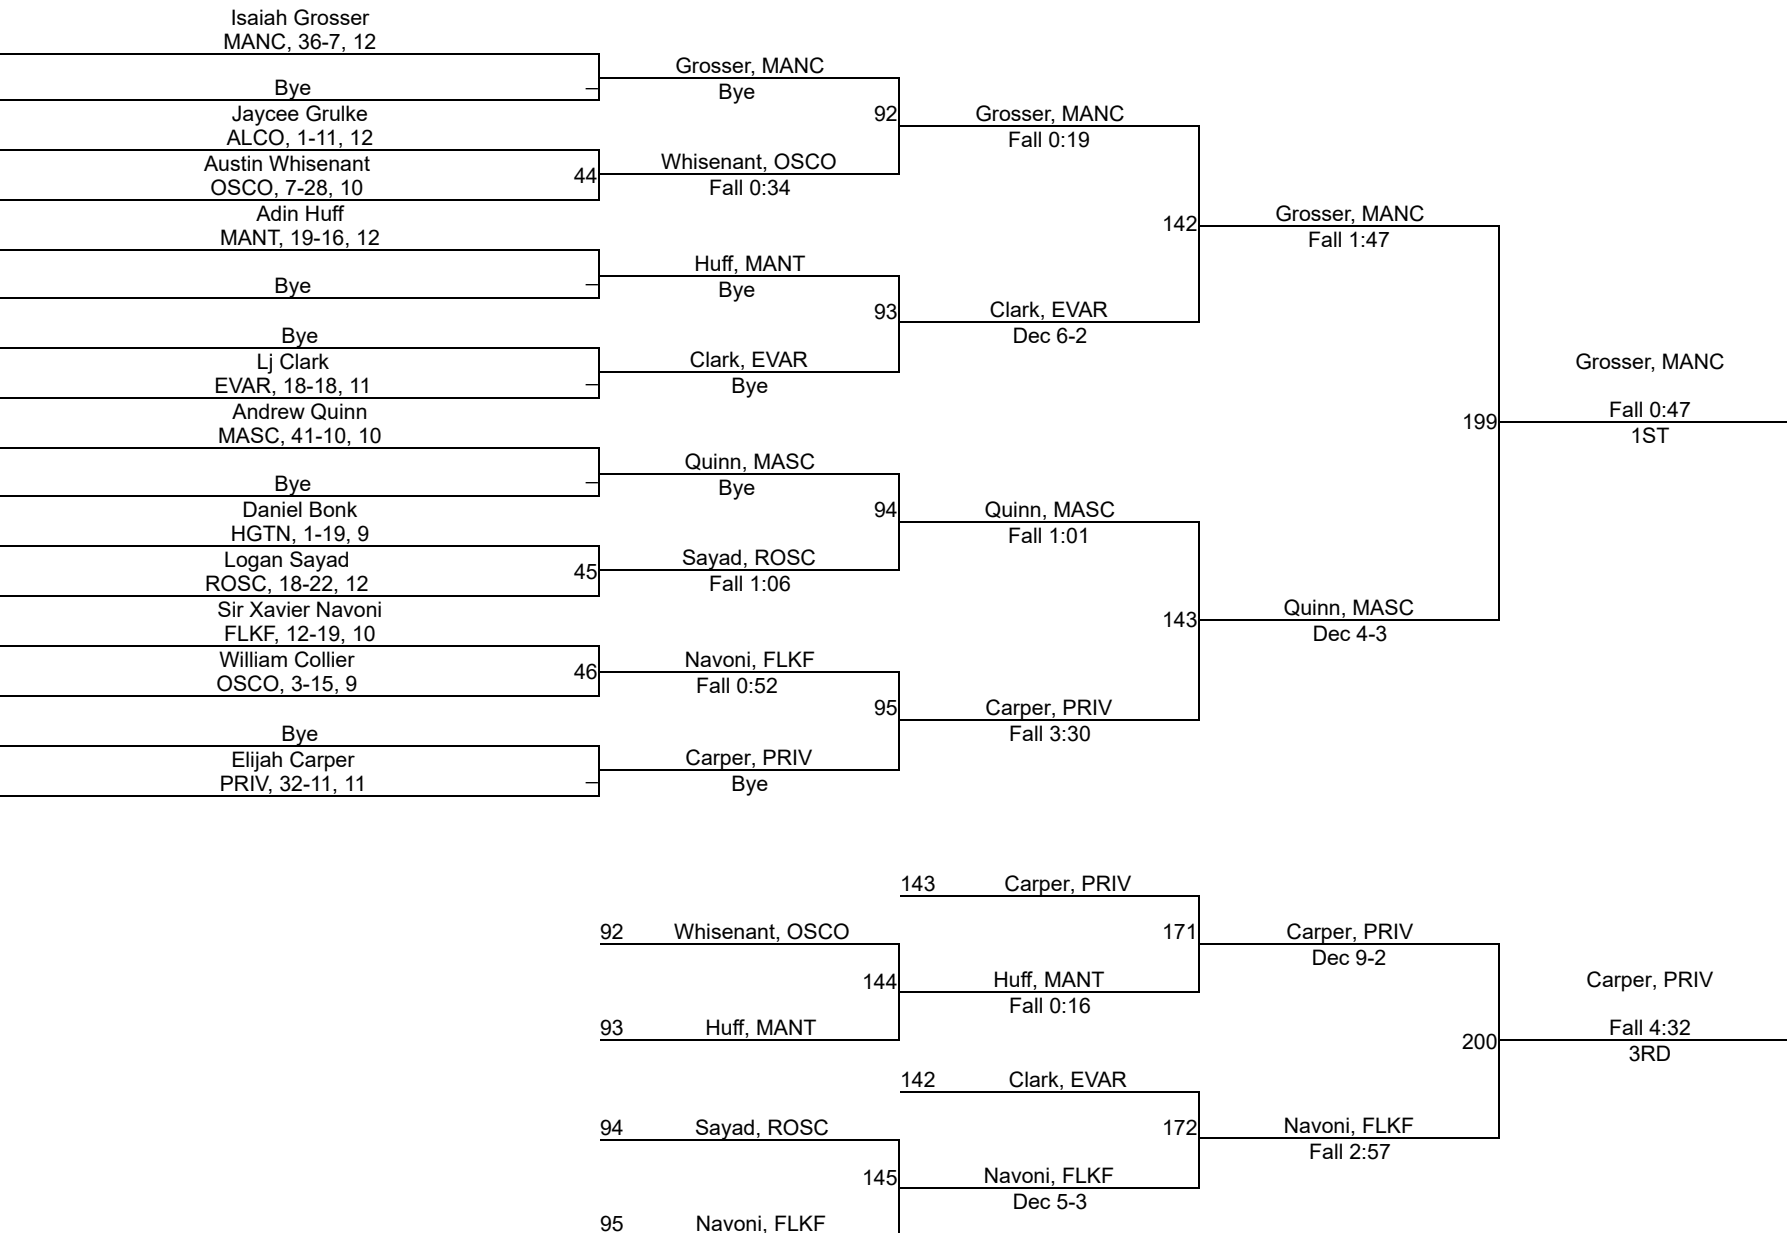 Isaiah Grosser
MANC, 36-7, 12
Bye
Jaycee Grulke
ALCO, 1-11, 12
Austin Whisenant
OSCO, 7-28, 10
Adin Huff
MANT, 19-16, 12
Bye
Bye
Lj Clark
EVAR, 18-18, 11
Andrew Quinn
MASC, 41-10, 10
Bye
Daniel Bonk
HGTN, 1-19, 9
Logan Sayad
ROSC, 18-22, 12
Sir Xavier Navoni
FLKF, 12-19, 10
William Collier
OSCO, 3-15, 9
Bye
Elijah Carper
PRIV, 32-11, 11
44
45
46
Grosser, MANC
Bye
Whisenant, OSCO
Fall 0:34
Huff, MANT
Bye
Clark, EVAR
Bye
Quinn, MASC
Bye
Sayad, ROSC
Fall 1:06
Navoni, FLKF
Fall 0:52
Carper, PRIV
Bye
92
93
94
95
Grosser, MANC
Fall 0:19
Clark, EVAR
Dec 6-2
Quinn, MASC
Fall 1:01
Carper, PRIV
Fall 3:30
142
143
Grosser, MANC
Fall 1:47
Quinn, MASC
Dec 4-3
199
Grosser, MANC
Fall 0:47
1ST
92 Whisenant, OSCO
93 Huff, MANT
94 Sayad, ROSC
95 Navoni, FLKF
144
145
143 Carper, PRIV
Huff, MANT
Fall 0:16
142 Clark, EVAR
Navoni, FLKF
Dec 5-3
171
172
Carper, PRIV
Dec 9-2
Navoni, FLKF
Fall 2:57
200
Carper, PRIV
Fall 4:32
3RD